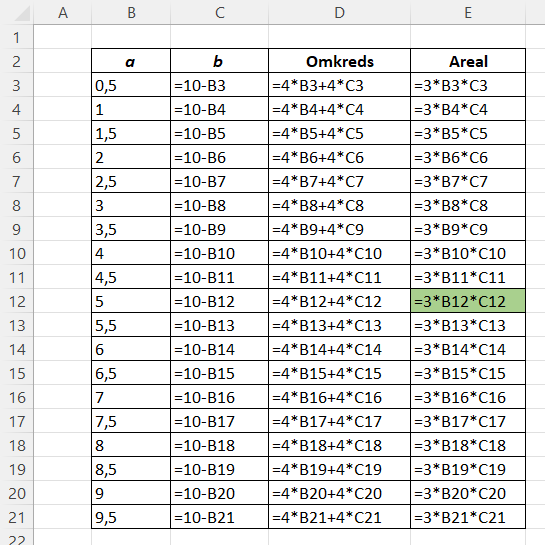 A B C D E
1
2 a b Omkreds Areal
3 0,5 =10-B3 =4*B3+4*C3 =3*B3*C3
4 1 =10-B4 =4*B4+4*C4 =3*B4*C4
5 1,5 =10-B5 =4*B5+4*C5 =3*B5*C5
6 2 =10-B6 =4*B6+4*C6 =3*B6*C6
7 2,5 =10-B7 =4*B7+4*C7 =3*B7*C7
8 3 =10-B8 =4*B8+4*C8 =3*B8*C8
9 3,5 =10-B9 =4*B9+4*C9 =3*B9*C9
10 4 =10-B10 =4*B10+4*C10 =3*B10*C10
11 4,5 =10-B11 =4*B11+4*C11 =3*B11*C11
12 5 =10-B12 =4*B12+4*C12 =3*B12*C12
13 5,5 =10-B13 =4*B13+4*C13 =3*B13*C13
14 6 =10-B14 =4*B14+4*C14 =3*B14*C14
15 6,5 =10-B15 =4*B15+4*C15 =3*B15*C15
16 7 =10-B16 =4*B16+4*C16 =3*B16*C16
17 7,5 =10-B17 =4*B17+4*C17 =3*B17*C17
18 8 =10-B18 =4*B18+4*C18 =3*B18*C18
19 8,5 =10-B19 =4*B19+4*C19 =3*B19*C19
20 9 =10-B20 =4*B20+4*C20 =3*B20*C20
21 9,5 =10-B21 =4*B21+4*C21 =3*B21*C21
22